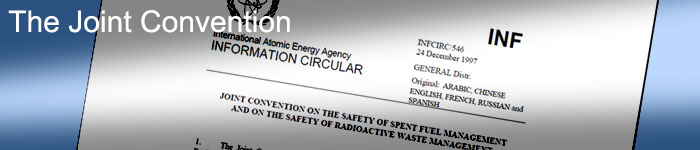 The Joint Convention
International Atomic Energy Agency
INFORMATION CIRCULAR
INF
INFCIRC/546
24 December 1997
GENERAL Distr.
Original: ARABIC, CHINESE
ENGLISH, FRENCH, RUSSIAN and
SPANISH
JOINT CONVENTION ON THE SAFETY OF SPENT FUEL MANAGEMENT
AND ON THE SAFETY OF RADIOACTIVE WASTE MANAGEMENT
1. The Joint